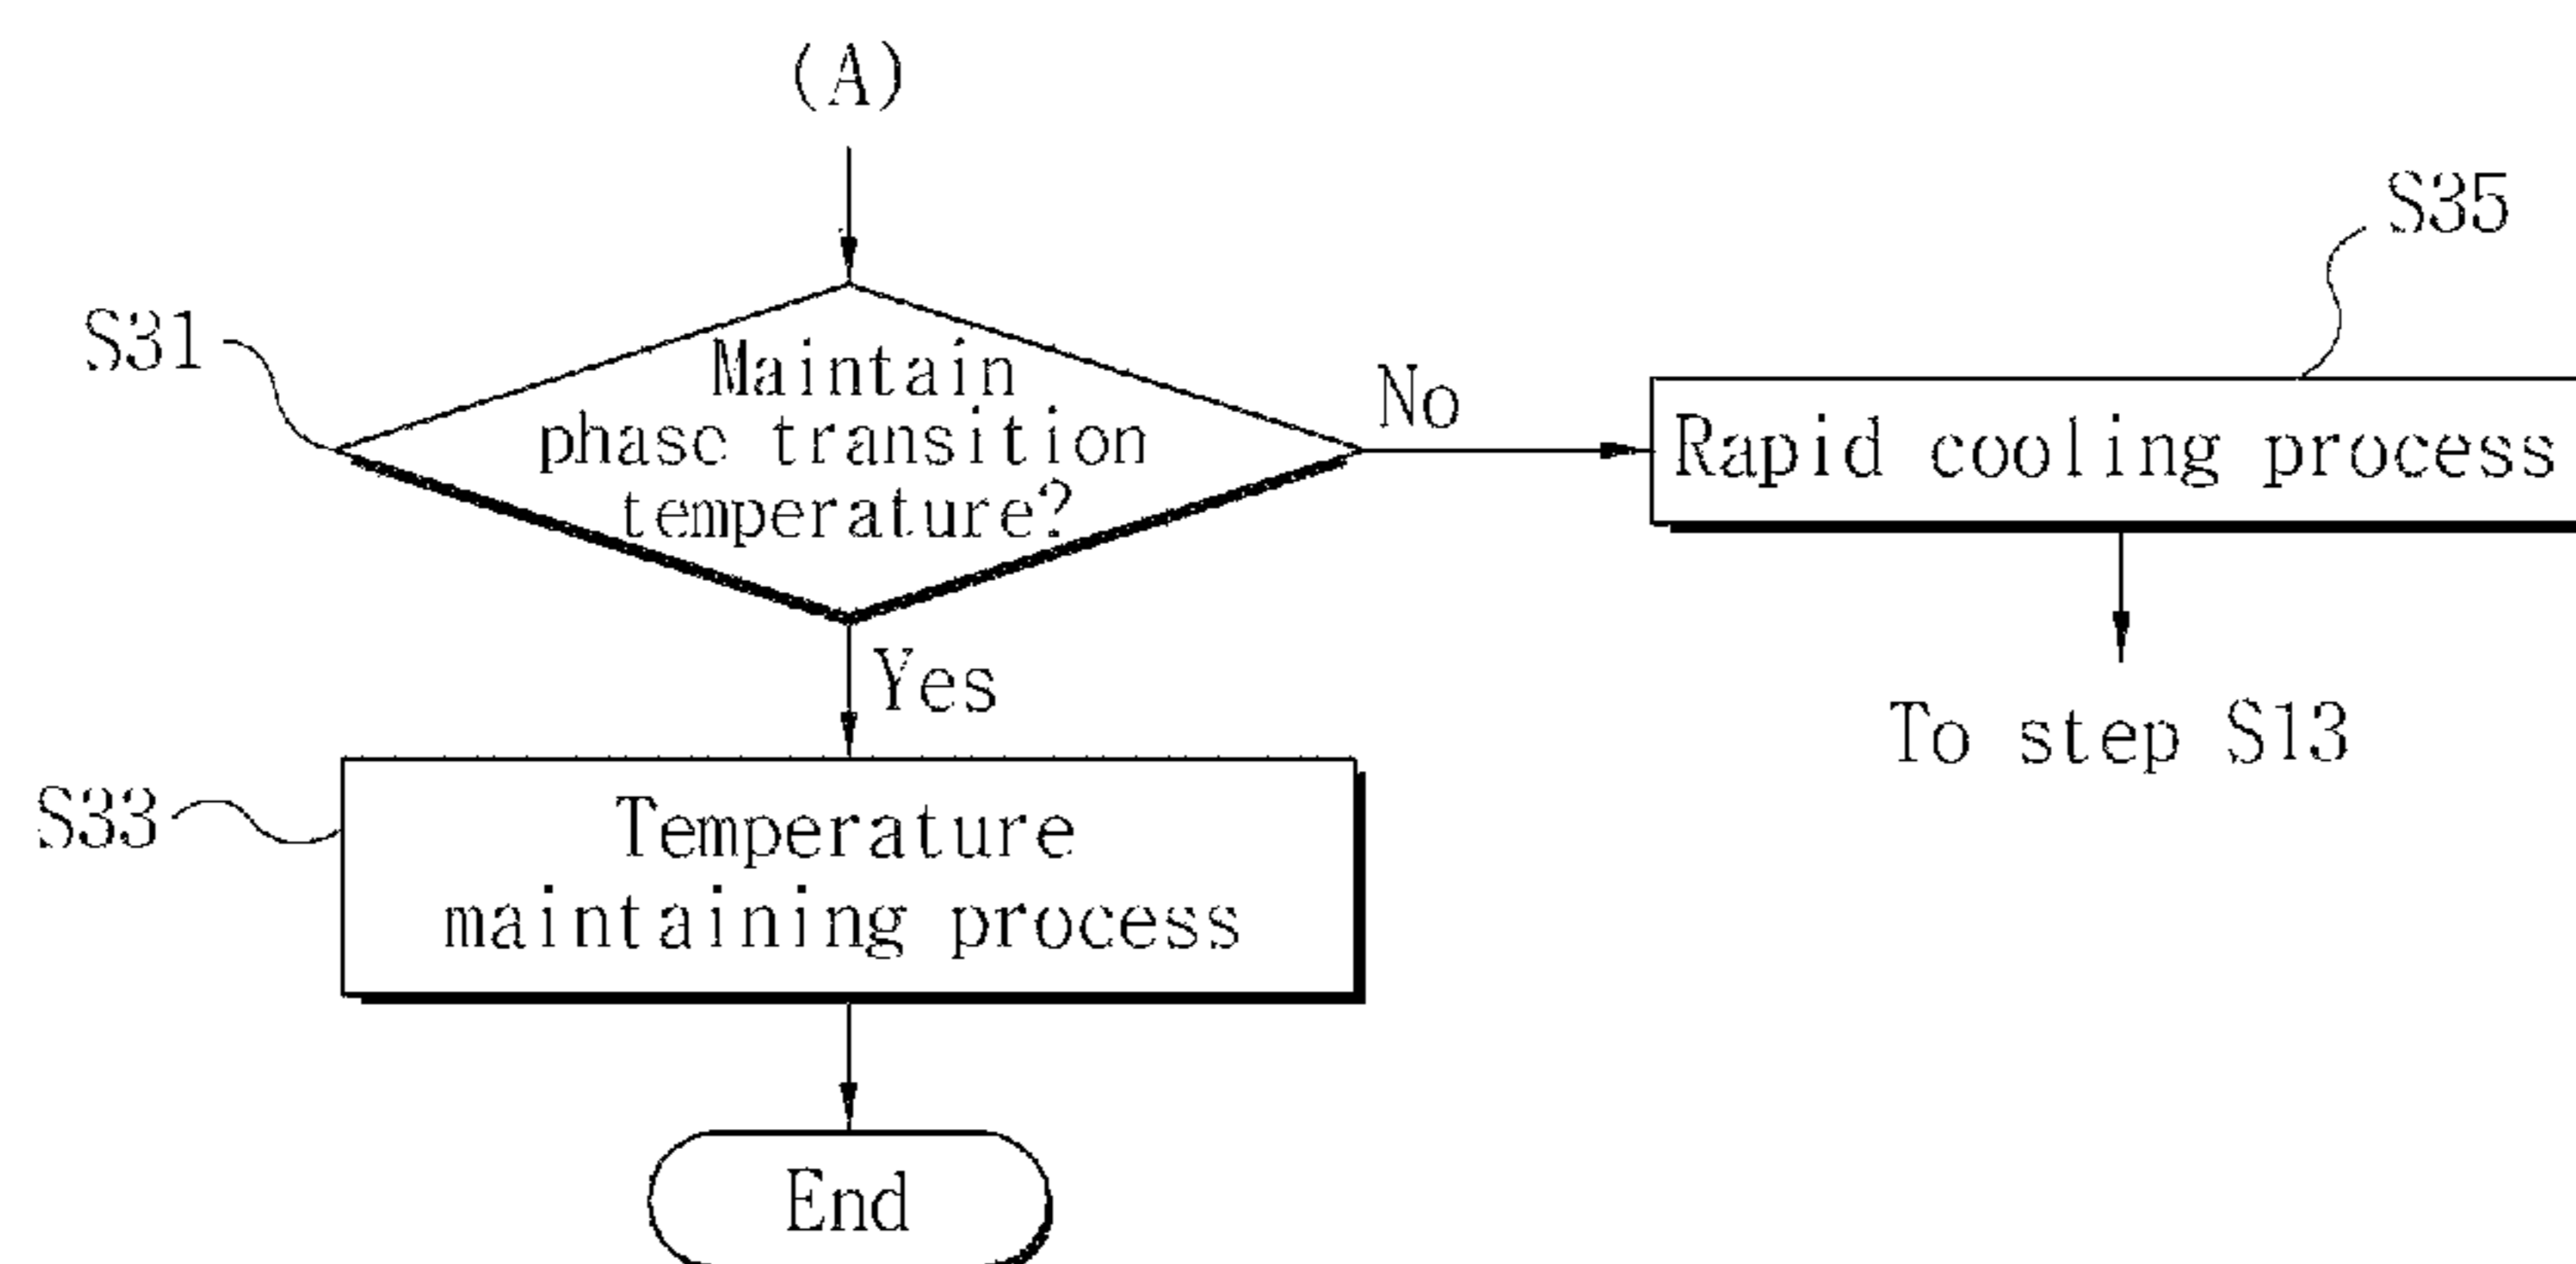 (A)
S35
S31
Maintain
phase transition
temperature?
No
Rapid cooling process
Yes
To step S13
S33
Temperature
maintaining process
End